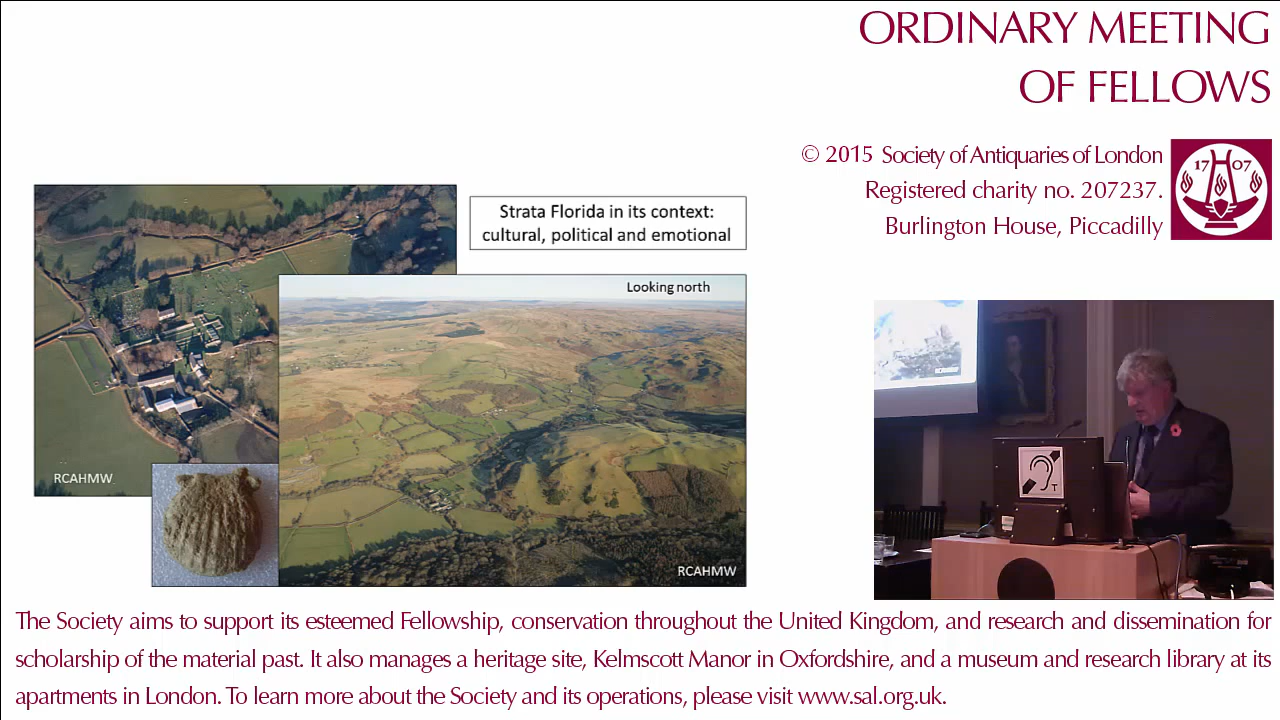 ORDINARY MEETING
OF FELLOWS
© 2015 Society of Antiquaries of London
Registered charity no. 207237.
Burlington House, Piccadilly
17 07
Strata Florida in its context:
cultural, political and emotional
Looking north
RCAHMW
RCAHMW
T
The Society aims to support its esteemed Fellowship, conservation throughout the United Kingdom, and research and dissemination for
scholarship of the material past. It also manages a heritage site, Kelmscott Manor in Oxfordshire, and a museum and research library at its
apartments in London. To learn more about the Society and its operations, please visit www.sal.org.uk.